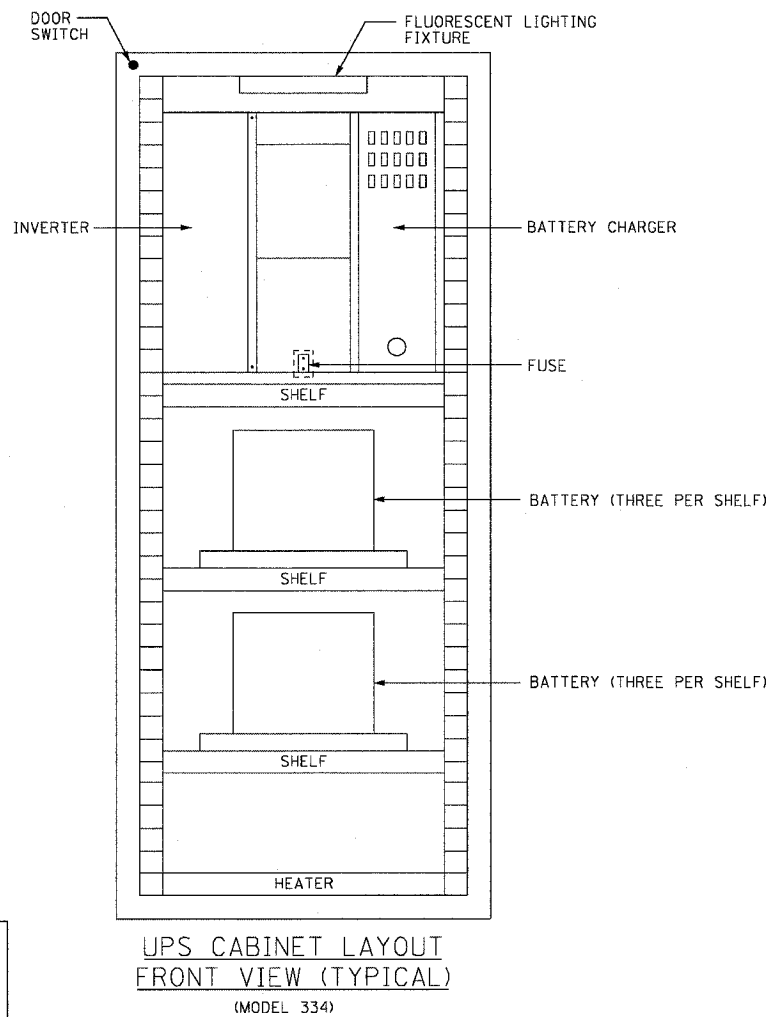 DOOR
SWITCH
FLUORESCENT LIGHTING
FIXTURE
INVERTER
BATTERY CHARGER
FUSE
SHELF
BATTERY (THREE PER SHELF)
SHELF
BATTERY (THREE PER SHELF)
SHELF
HEATER
UPS CABINET LAYOUT
FRONT VIEW (TYPICAL)
(MODEL 334)